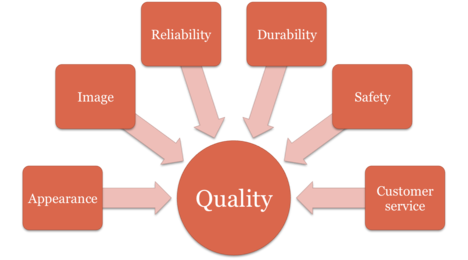 Reliability
Durability
Image
Safety
Appearance
Quality
Customer
service